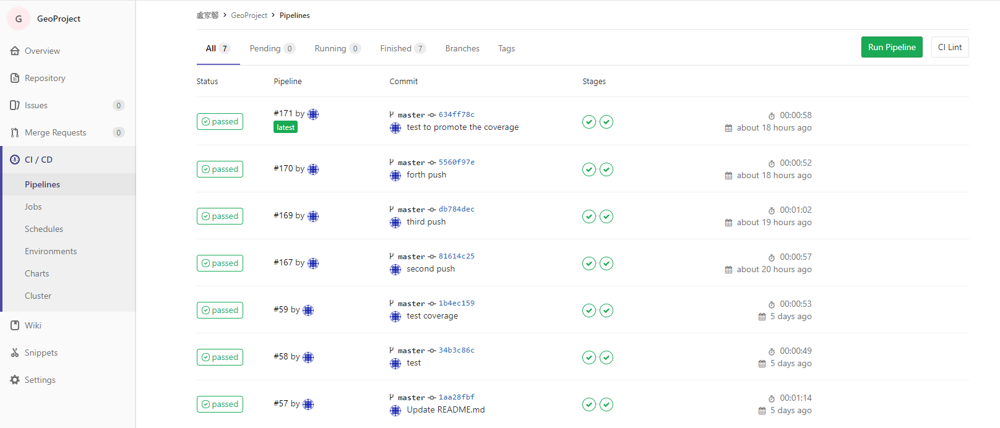 G GeoProject
Overview
Repository
Issues 0
Merge Requests 0
CI / CD
Pipelines
Jobs
Schedules
Environments
Charts
Cluster
Wiki
Snippets
Settings
盧家馨 › GeoProject › Pipelines
All 7 Pending 0 Running 0 Finished 7 Branches Tags Run Pipeline CI Lint
Status Pipeline Commit Stages
passed #171 by latest master 634ff78c test to promote the coverage 00:00:58 about 18 hours ago
passed #170 by master 5560f97e forth push 00:00:52 about 18 hours ago
passed #169 by master db784dec third push 00:01:02 about 19 hours ago
passed #167 by master 81614c25 second push 00:00:57 about 20 hours ago
passed #59 by master 1b4ec159 test coverage 00:00:53 5 days ago
passed #58 by master 34b3c86c test 00:00:49 5 days ago
passed #57 by master 1aa28fbf Update README.md 00:01:14 5 days ago